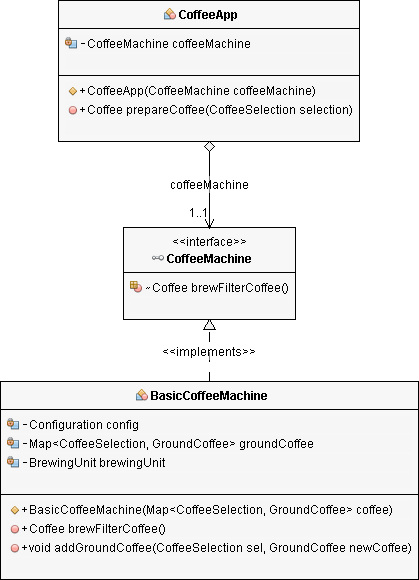 CoffeeApp
- CoffeeMachine coffeeMachine
+ CoffeeApp(CoffeeMachine coffeeMachine)
+ Coffee prepareCoffee(CoffeeSelection selection)
coffeeMachine
1..1
<<interface>>
CoffeeMachine
~ Coffee brewFilterCoffee()
<<implements>>
BasicCoffeeMachine
- Configuration config
- Map<CoffeeSelection, GroundCoffee> groundCoffee
- BrewingUnit brewingUnit
+ BasicCoffeeMachine(Map<CoffeeSelection, GroundCoffee> coffee)
+ Coffee brewFilterCoffee()
+ void addGroundCoffee(CoffeeSelection sel, GroundCoffee newCoffee)